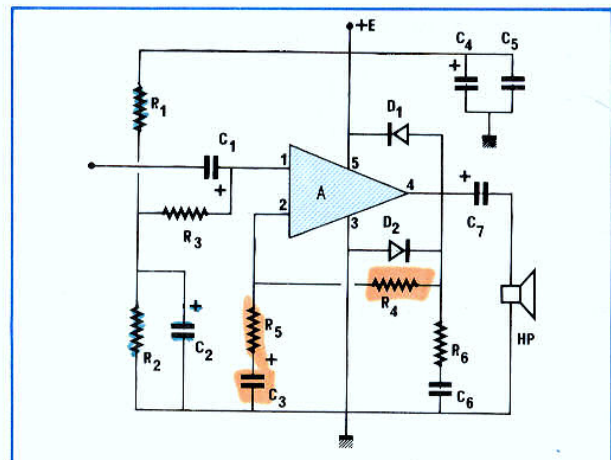 +E
C4
C5
+
R1
D1
C1
1
5
+
A
4
+
2
3
C7
R3
D2
R4
+
R5
HP
R2
C2
+
R6
C3
C6